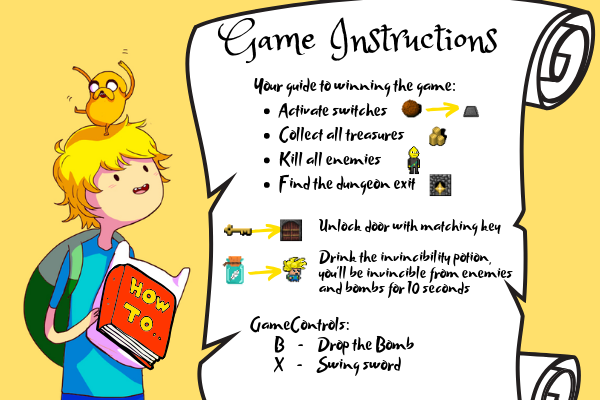 Game Instructions
Your guide to winning the game:
• Activate switches
• Collect all treasures
• Kill all enemies
• Find the dungeon exit
Unlock door with matching key
Drink the invincibility potion,
you'll be invincible from enemies
and bombs for 10 seconds
GameControls:
B - Drop the Bomb
X - Swing sword
HOW
TO..